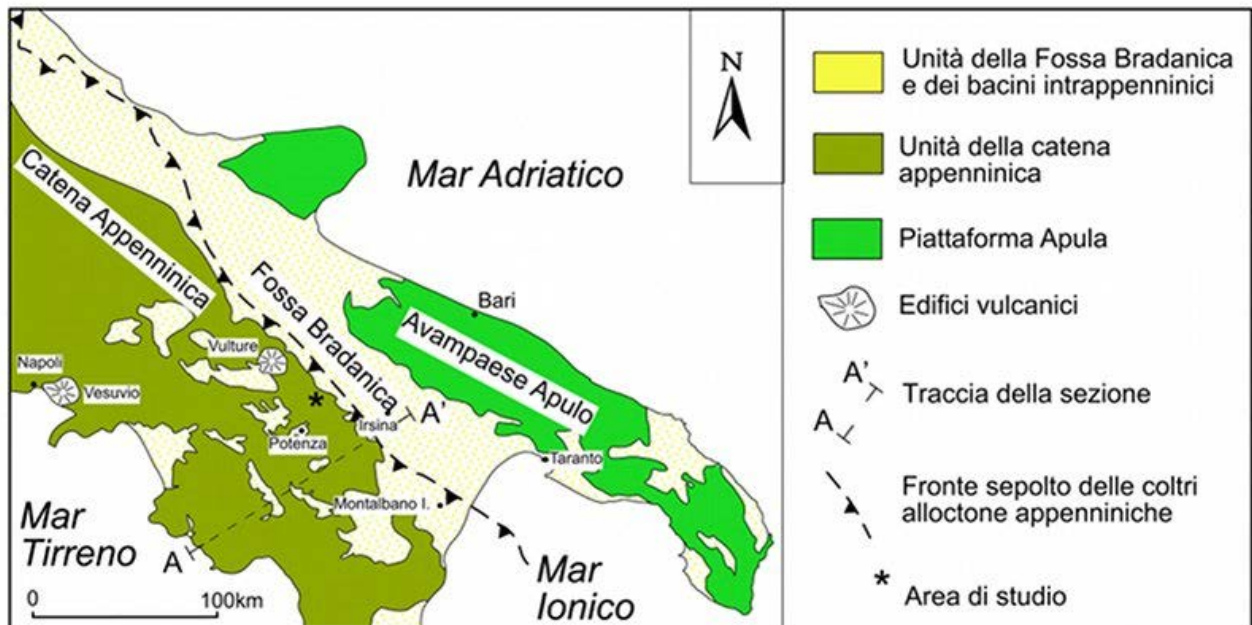 N
Mar Adriatico
Catena Appenninica
Fossa Bradanica
Bari
Avampaese Apulo
Vulture
Napoli
Vesuvio
A'
Irsina
Potenza
Taranto
Montalbano I.
Mar
Tirreno
A
Mar
Ionico
0 100km
Unità della Fossa Bradanica
e dei bacini intrappenninici
Unità della catena
appenninica
Piattaforma Apula
Edifici vulcanici
A'
Traccia della sezione
A
Fronte sepolto delle coltri
alloctone appenniniche
* Area di studio